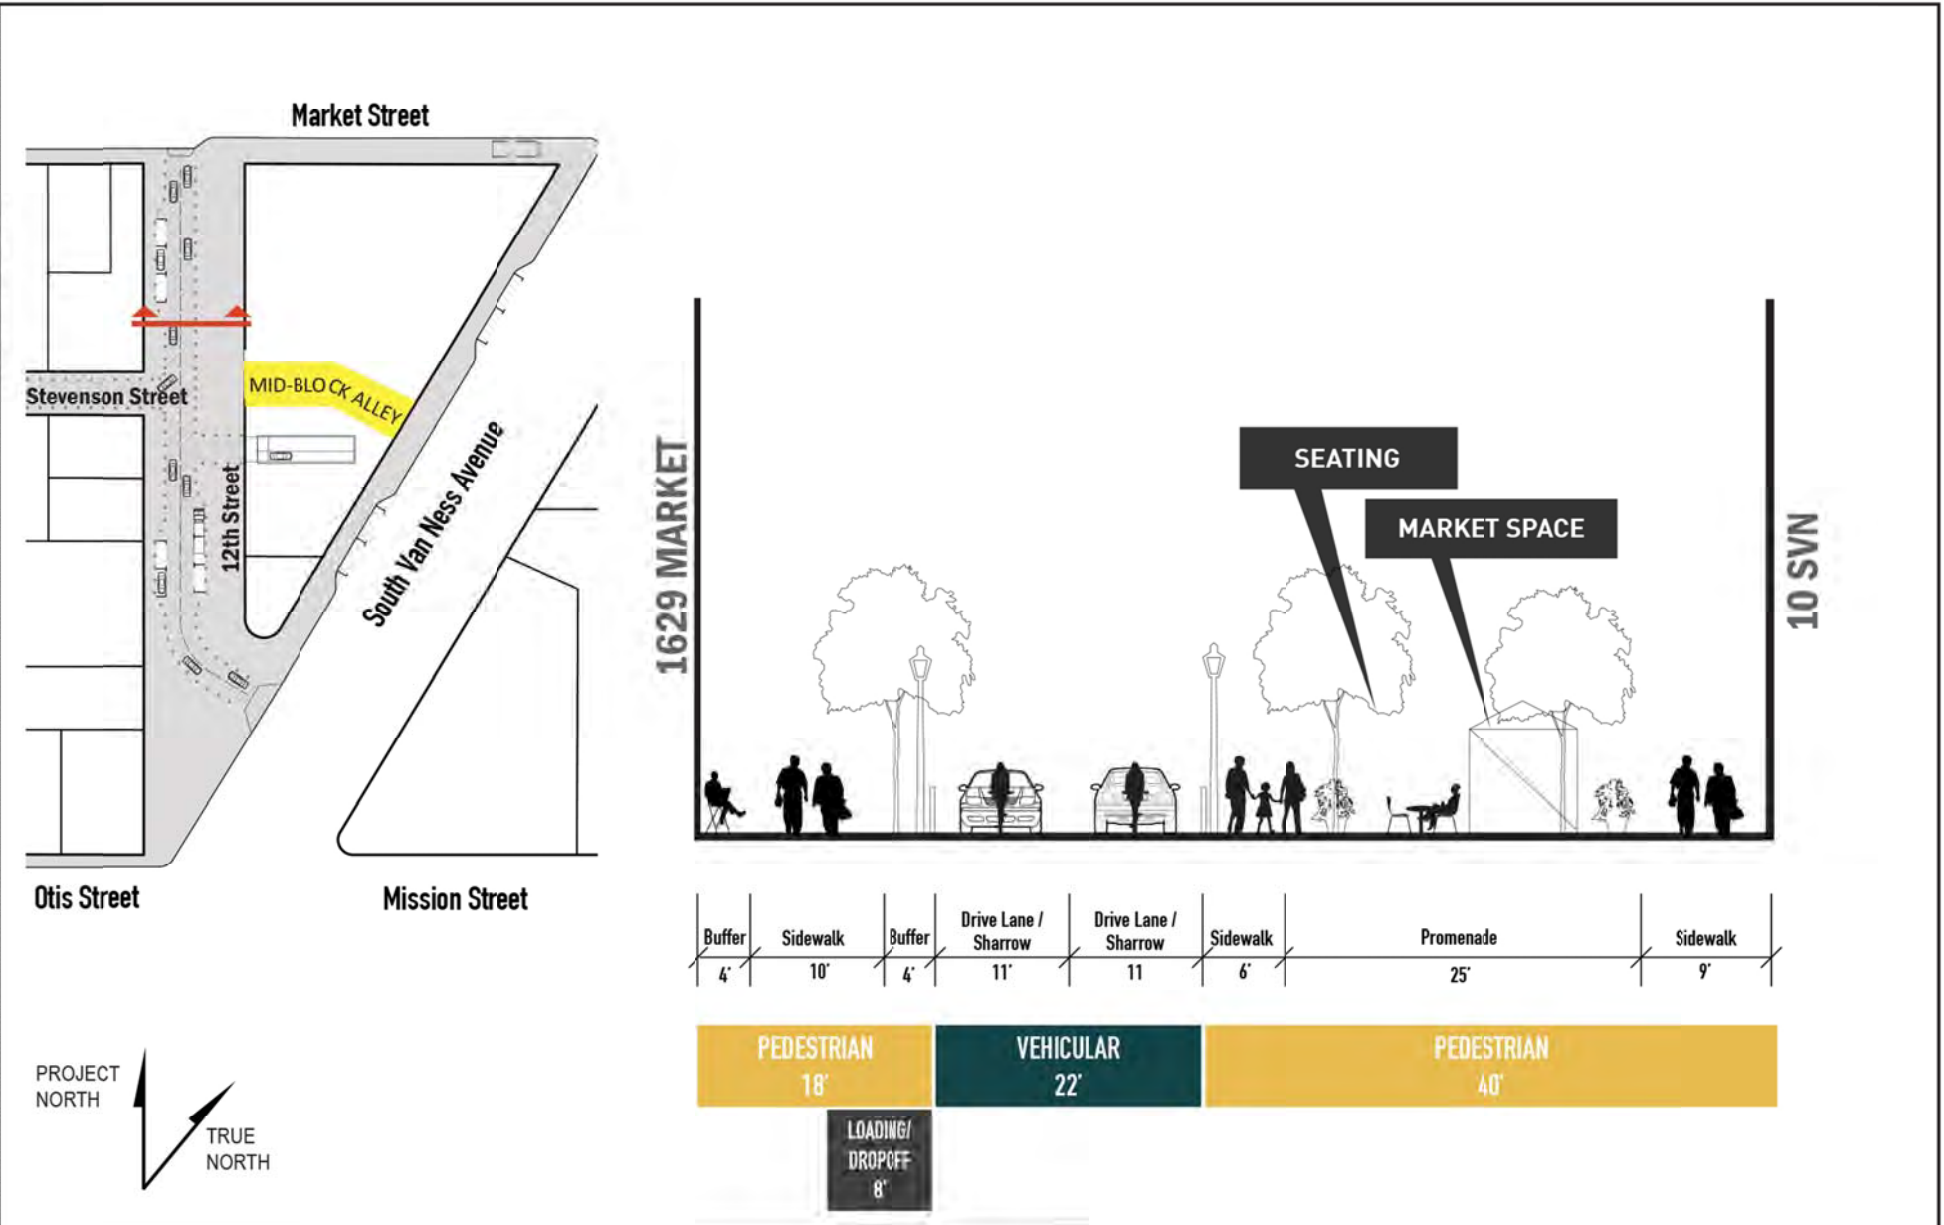 Market Street
Stevenson Street
MID-BLOCK ALLEY
12th Street
South Van Ness Avenue
Otis Street
Mission Street
PROJECT
NORTH
TRUE
NORTH
1629 MARKET
SEATING
MARKET SPACE
10 SVN
Buffer
4'
Sidewalk
10'
Buffer
4'
Drive Lane /
Sharrow
11'
Drive Lane /
Sharrow
11
Sidewalk
6'
Promenade
25'
Sidewalk
9'
PEDESTRIAN
18'
VEHICULAR
22'
PEDESTRIAN
40'
LOADING/
DROPOFF
8'